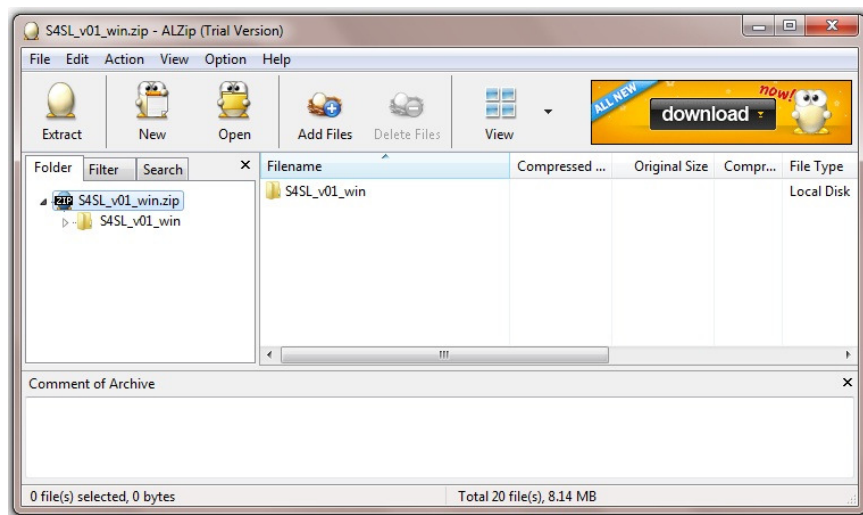 S4SL_v01_win.zip - ALZip (Trial Version)
File Edit Action View Option Help
Extract New Open Add Files Delete Files View
ALL NEW download now!
Folder Filter Search
Filename Compressed ... Original Size Compr... File Type
ZIP S4SL_v01_win.zip
S4SL_v01_win
S4SL_v01_win Local Disk
Comment of Archive
0 file(s) selected, 0 bytes Total 20 file(s), 8.14 MB